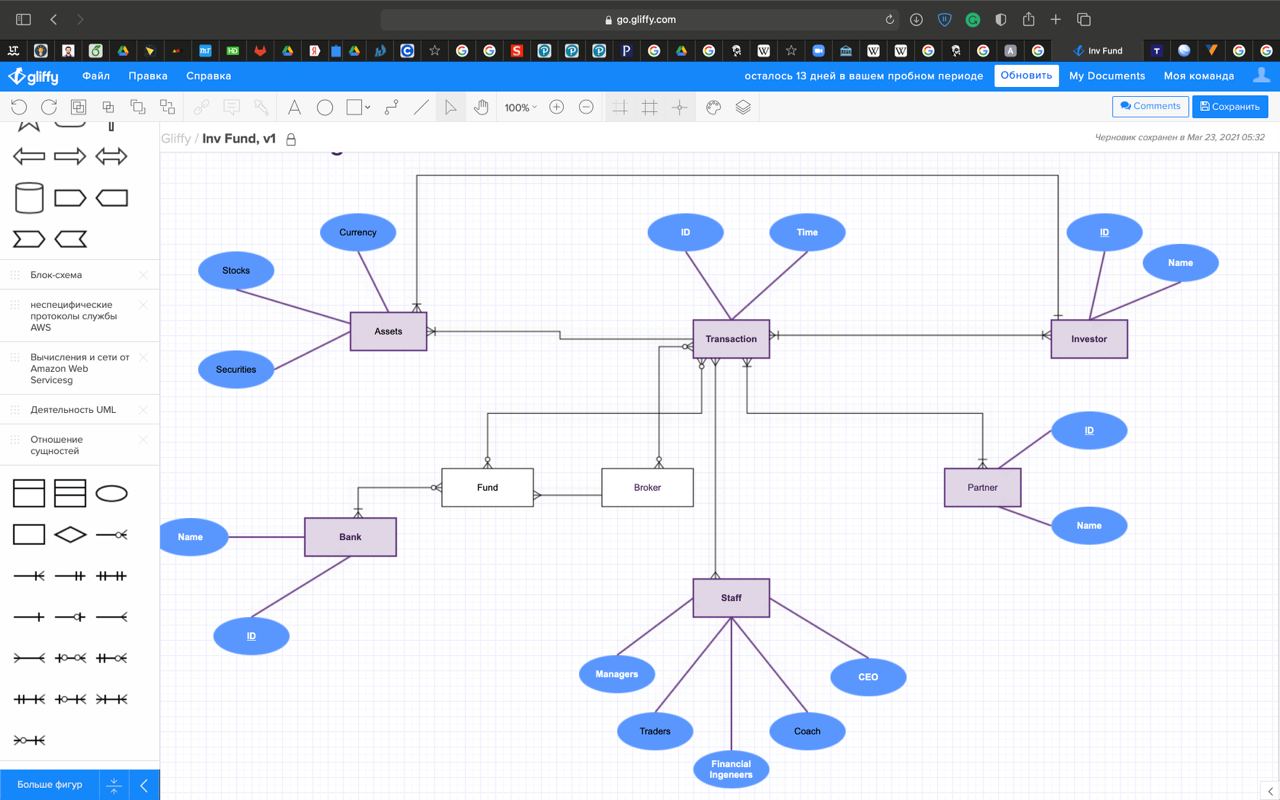 go.gliffy.com
Inv Fund
gliffy
Файл
Правка
Справка
осталось 13 дней в вашем пробном периоде
Обновить
My Documents
Моя команда
100%
Comments
Сохранить
Gliffy / Inv Fund, v1
Черновик сохранен в Mar 23, 2021 05:32
Блок-схема
неспецифические
протоколы службы
AWS
Вычисления и сети от
Amazon Web
Servicesg
Деятельность UML
Отношение
сущностей
Больше фигур
Currency
ID
Time
ID
Stocks
Name
Assets
Transaction
Investor
Securities
ID
Fund
Broker
Partner
Name
Bank
Name
Staff
ID
Managers
CEO
Traders
Coach
Financial
Ingeneers